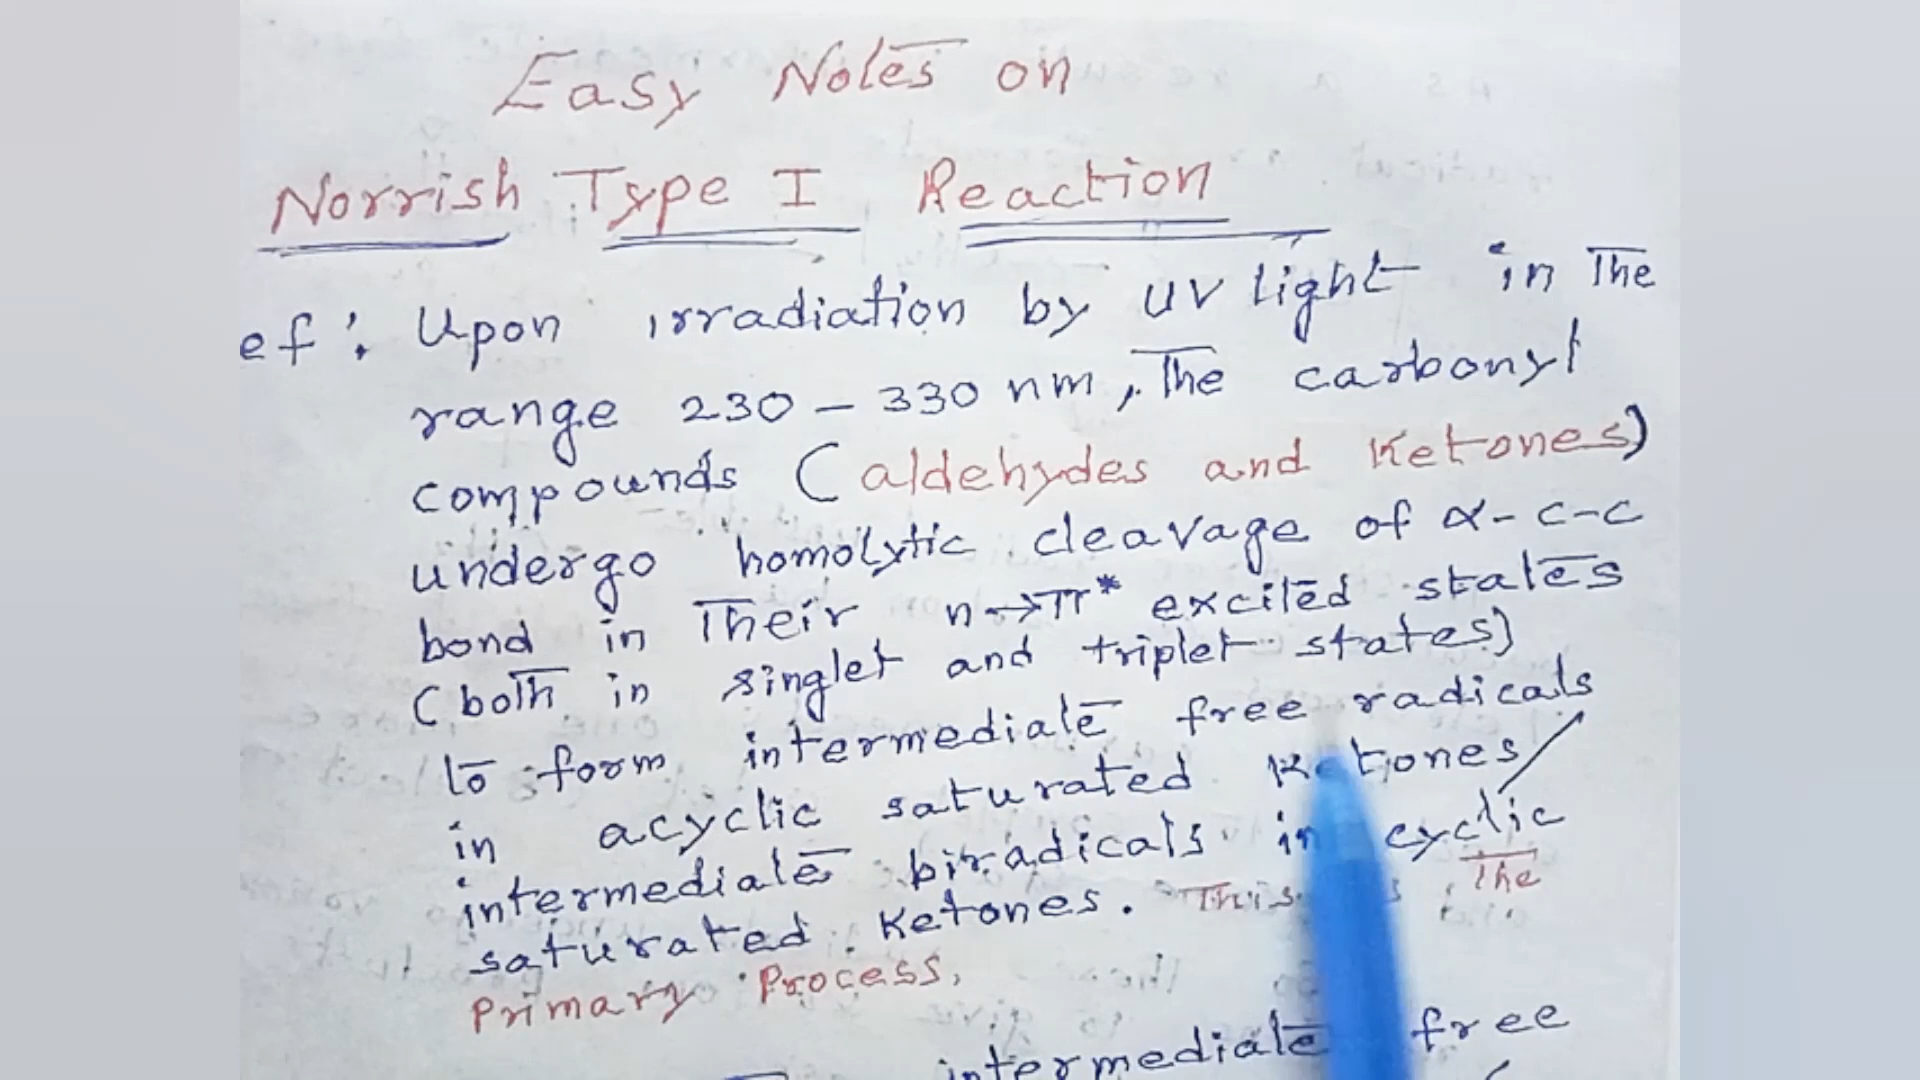 Easy Notes on
Norrish Type I Reaction
ef: Upon irradiation by UV light in the
range 230 - 330 nm, The carbonyl
compounds (aldehydes and Ketones)
undergo homolytic cleavage of α-C-C
bond in Their n→π* excited states
(both in singlet and triplet states)
to form intermediate free radicals
in acyclic saturated Ketones/
intermediate biradicals in cyclic
saturated Ketones. This the
Primary Process.
intermediate free